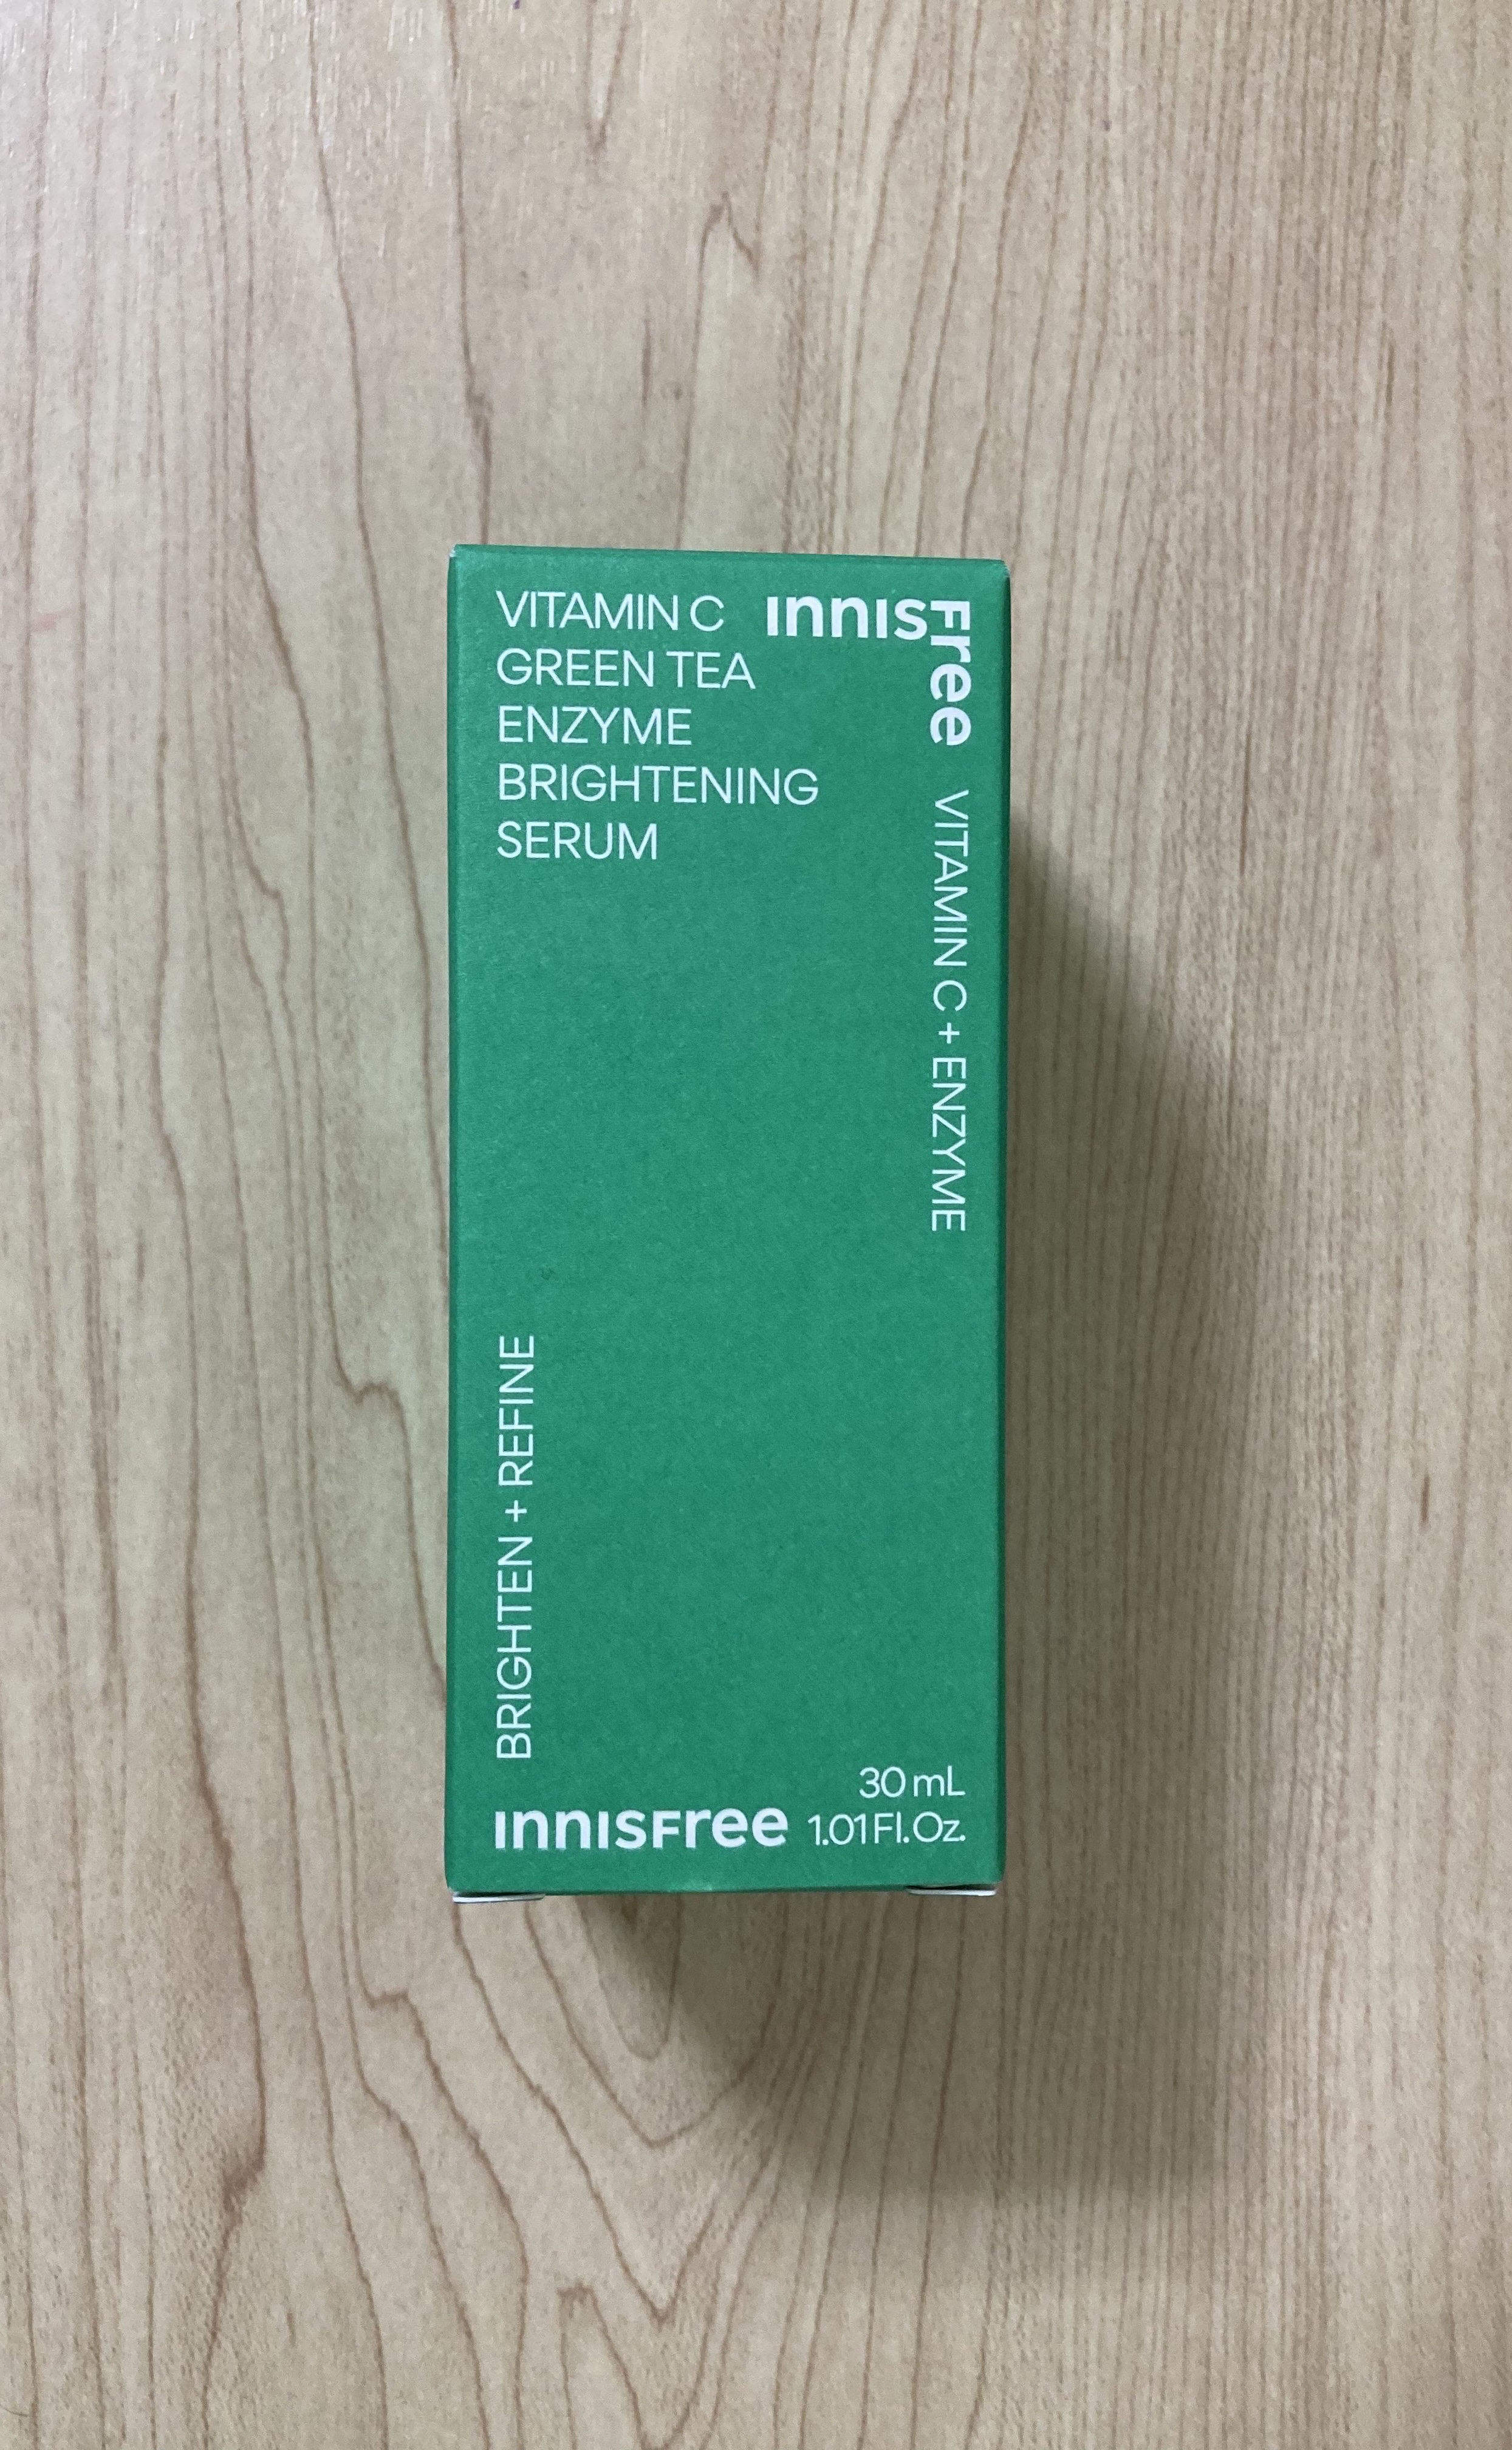 VITAMIN C
GREEN TEA
ENZYME
BRIGHTENING
SERUM
innisfree
VITAMIN C + ENZYME
BRIGHTEN + REFINE
innisfree
30 mL
1.01 Fl. Oz.